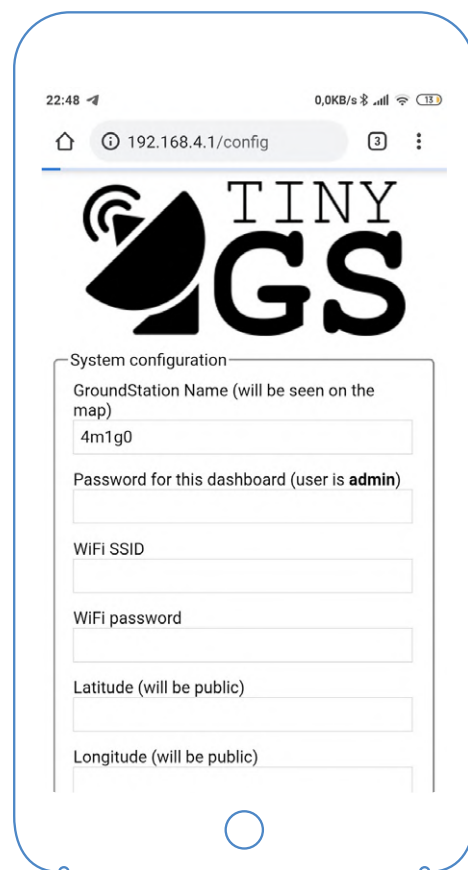 22:48 0,0KB/s 13
192.168.4.1/config 3
TINY
GS
System configuration
GroundStation Name (will be seen on the
map)
4m1g0
Password for this dashboard (user is admin)
WiFi SSID
WiFi password
Latitude (will be public)
Longitude (will be public)